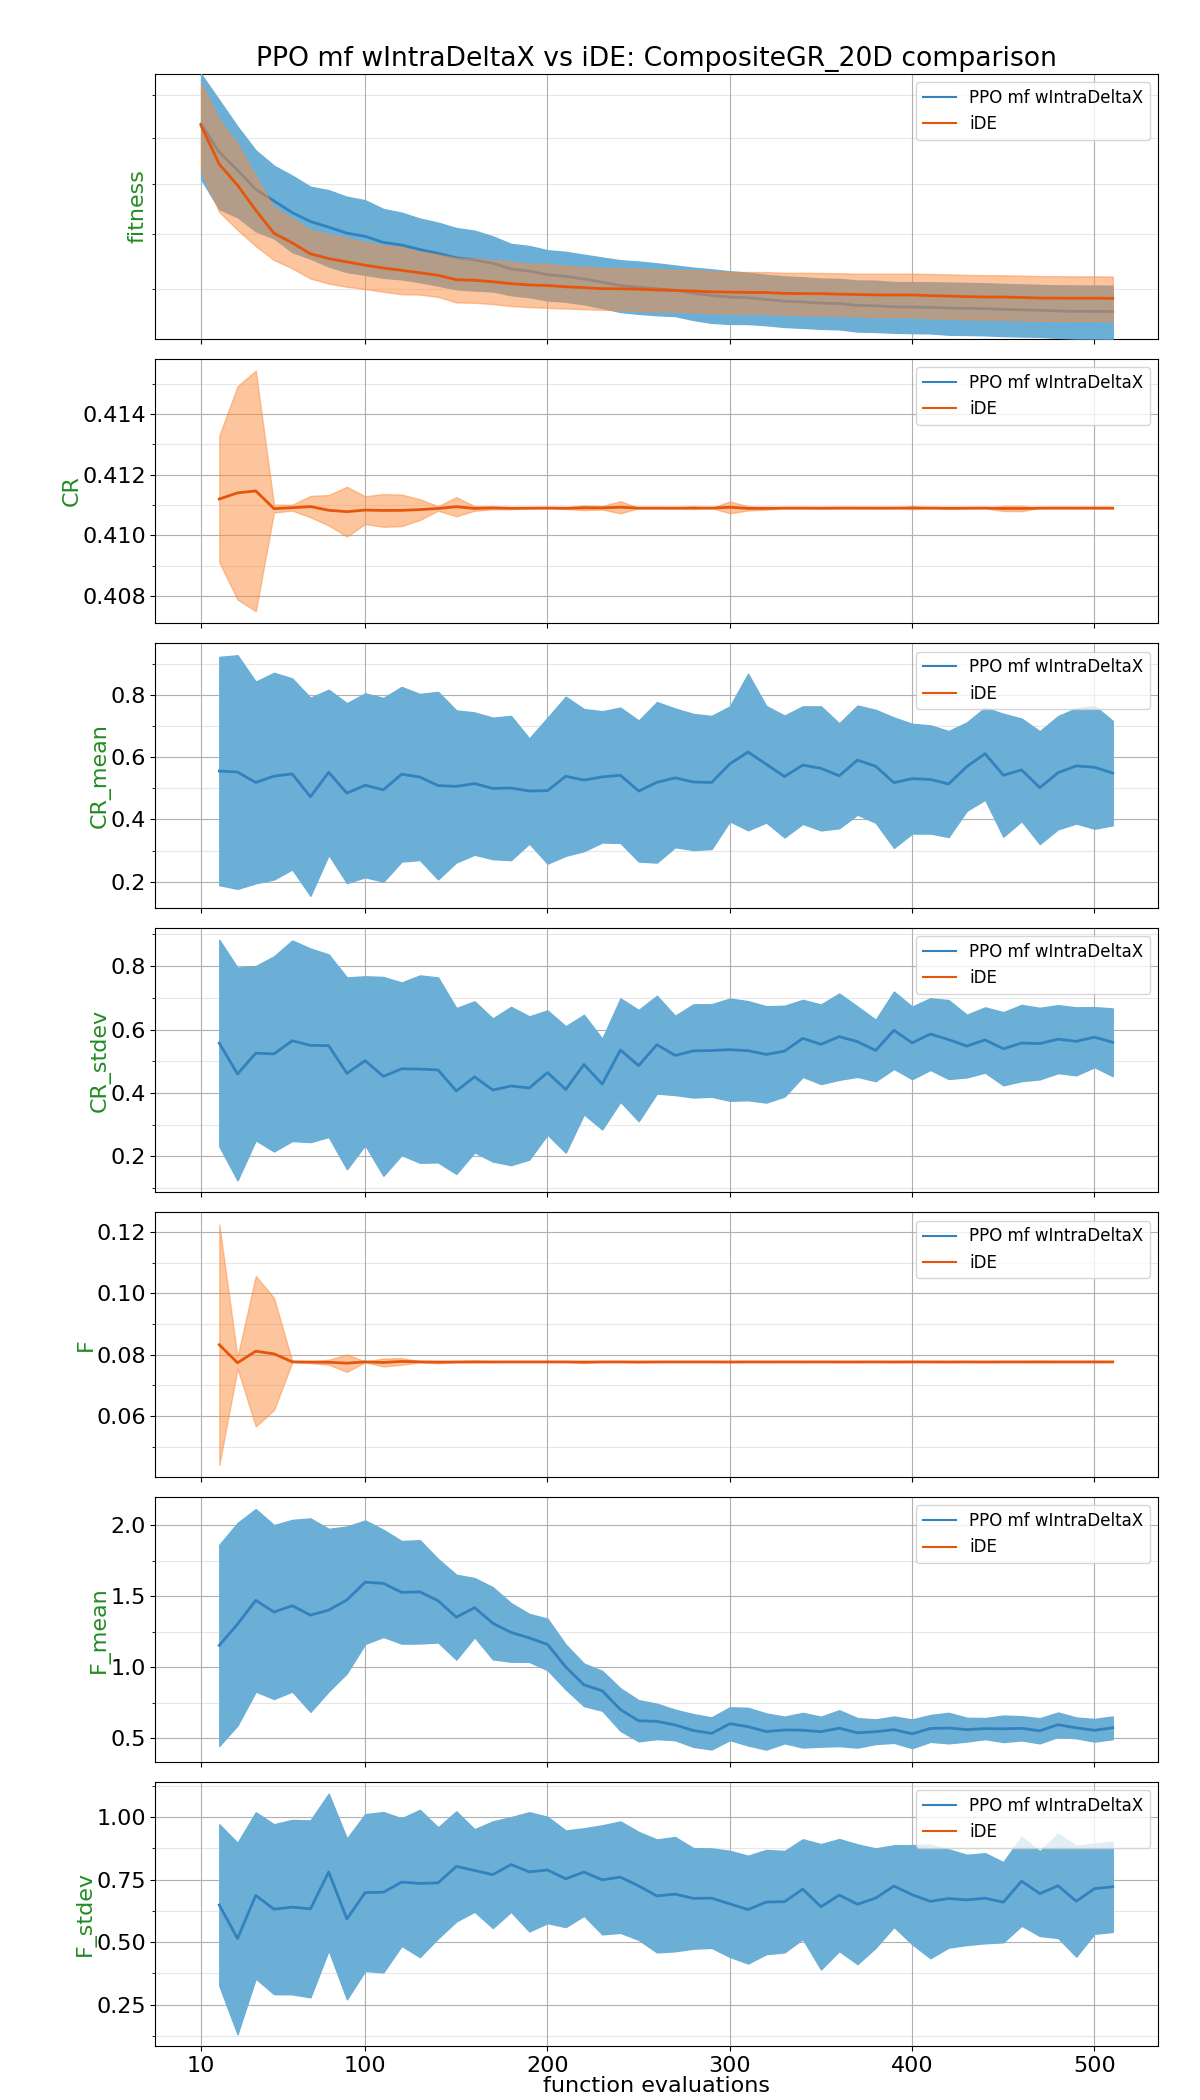 PPO mf wIntraDeltaX vs iDE: CompositeGR_20D comparison
fitness
PPO mf wIntraDeltaX
iDE
CR
0.414
0.412
0.410
0.408
PPO mf wIntraDeltaX
iDE
CR_mean
0.8
0.6
0.4
0.2
PPO mf wIntraDeltaX
iDE
CR_stdev
0.8
0.6
0.4
0.2
PPO mf wIntraDeltaX
iDE
F
0.12
0.10
0.08
0.06
PPO mf wIntraDeltaX
iDE
F_mean
2.0
1.5
1.0
0.5
PPO mf wIntraDeltaX
iDE
F_stdev
1.00
0.75
0.50
0.25
PPO mf wIntraDeltaX
iDE
10 100 200 300 400 500
function evaluations